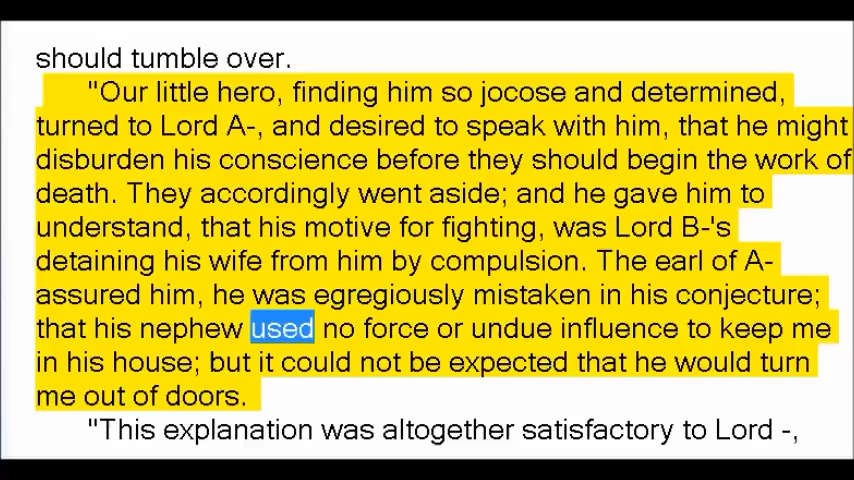 should tumble over.
"Our little hero, finding him so jocose and determined,
turned to Lord A-, and desired to speak with him, that he might
disburden his conscience before they should begin the work of
death. They accordingly went aside; and he gave him to
understand, that his motive for fighting, was Lord B-'s
detaining his wife from him by compulsion. The earl of A-
assured him, he was egregiously mistaken in his conjecture;
that his nephew used no force or undue influence to keep me
in his house; but it could not be expected that he would turn
me out of doors.
"This explanation was altogether satisfactory to Lord -,